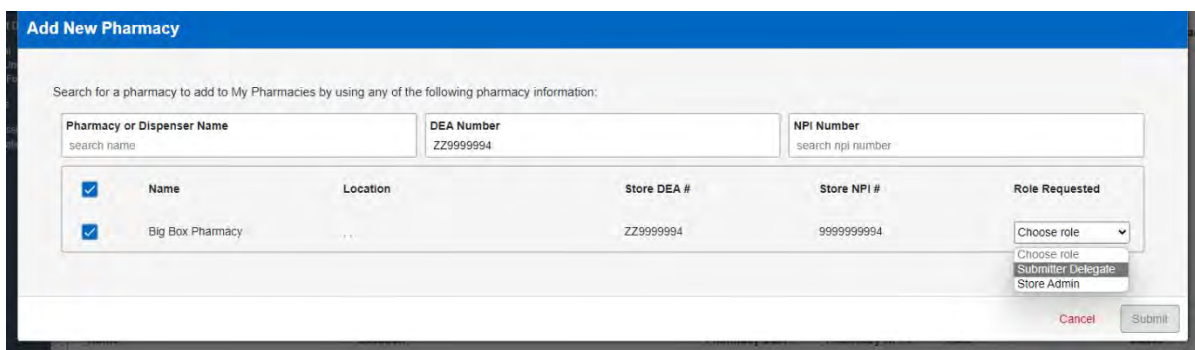 Add New Pharmacy
Search for a pharmacy to add to My Pharmacies by using any of the following pharmacy information:
Pharmacy or Dispenser Name DEA Number NPI Number
search name ZZ9999994 search npi number
Name Location Store DEA # Store NPI # Role Requested
Big Box Pharmacy , , ZZ9999994 9999999994 Choose role
Choose role
Submitter Delegate
Store Admin
Cancel Submit